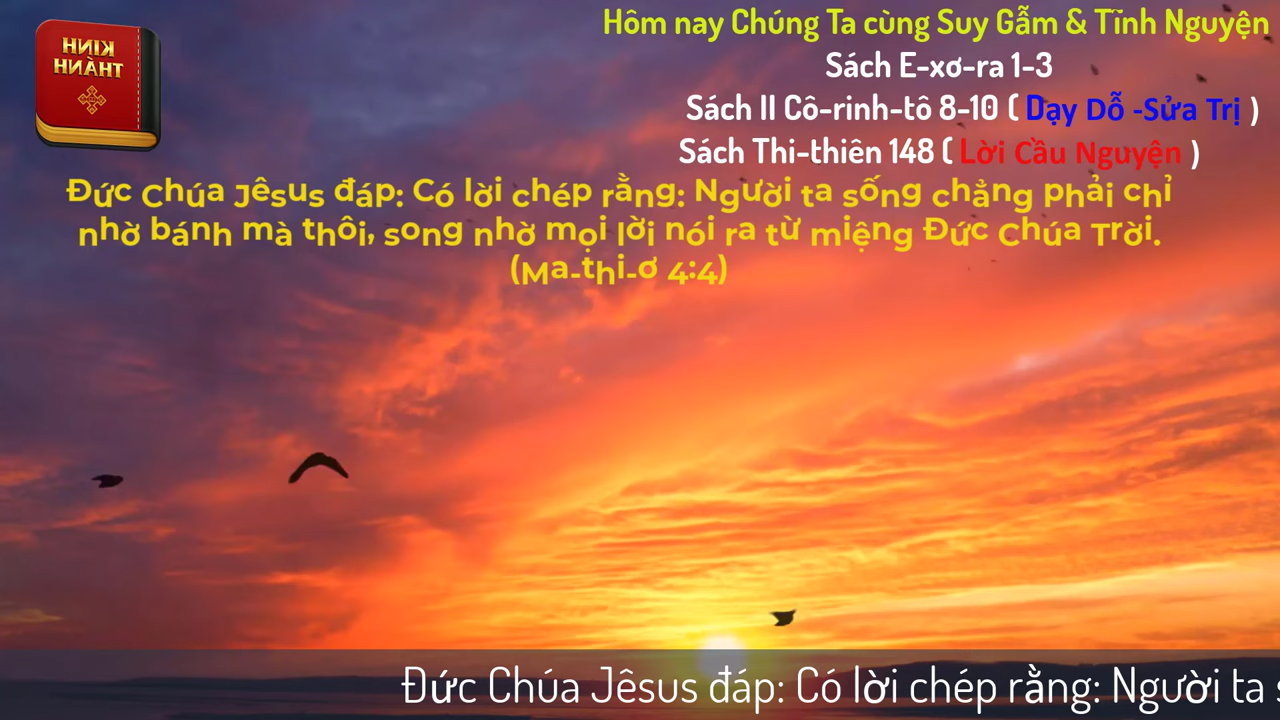 KINH
THÀNH
Hôm nay Chúng Ta cùng Suy Gẫm & Tĩnh Nguyện
Sách E-xơ-ra 1-3
Sách II Cô-rinh-tô 8-10 ( Dạy Dỗ -Sửa Trị )
Sách Thi-thiên 148 ( Lời Cầu Nguyện )
Đức Chúa Jêsus đáp: Có lời chép rằng: Người ta sống chẳng phải chỉ
nhờ bánh mà thôi, song nhờ mọi lời nói ra từ miệng Đức Chúa Trời.
(Ma-thi-ơ 4:4)
Đức Chúa Jêsus đáp: Có lời chép rằng: Người ta